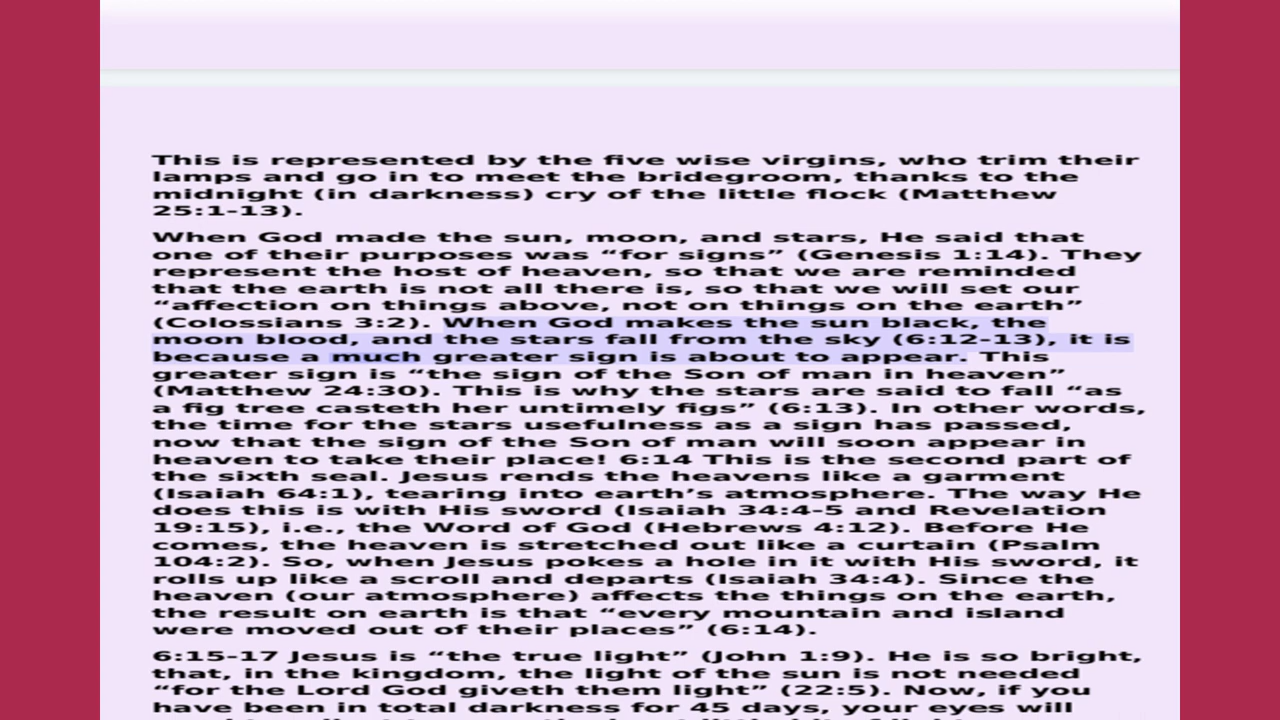 This is represented by the five wise virgins, who trim their
lamps and go in to meet the bridegroom, thanks to the
midnight (in darkness) cry of the little flock (Matthew
25:1-13).
When God made the sun, moon, and stars, He said that
one of their purposes was “for signs” (Genesis 1:14). They
represent the host of heaven, so that we are reminded
that the earth is not all there is, so that we will set our
“affection on things above, not on things on the earth”
(Colossians 3:2). When God makes the sun black, the
moon blood, and the stars fall from the sky (6:12-13), it is
because a much greater sign is about to appear. This
greater sign is “the sign of the Son of man in heaven”
(Matthew 24:30). This is why the stars are said to fall “as
a fig tree casteth her untimely figs” (6:13). In other words,
the time for the stars usefulness as a sign has passed,
now that the sign of the Son of man will soon appear in
heaven to take their place! 6:14 This is the second part of
the sixth seal. Jesus rends the heavens like a garment
(Isaiah 64:1), tearing into earth’s atmosphere. The way He
does this is with His sword (Isaiah 34:4-5 and Revelation
19:15), i.e., the Word of God (Hebrews 4:12). Before He
comes, the heaven is stretched out like a curtain (Psalm
104:2). So, when Jesus pokes a hole in it with His sword, it
rolls up like a scroll and departs (Isaiah 34:4). Since the
heaven (our atmosphere) affects the things on the earth,
the result on earth is that “every mountain and island
were moved out of their places” (6:14).
6:15-17 Jesus is “the true light” (John 1:9). He is so bright,
that, in the kingdom, the light of the sun is not needed
“for the Lord God giveth them light” (22:5). Now, if you
have been in total darkness for 45 days, your eyes will